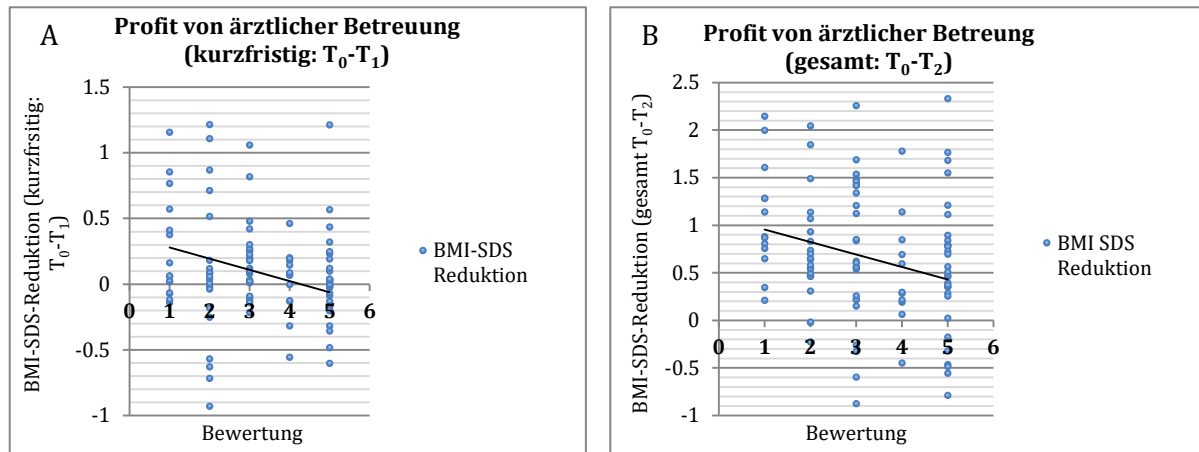 A
Profit von ärztlicher Betreuung
(kurzfristig: T₀-T₁)
BMI-SDS-Reduktion (kurzfrsitig:
T₀-T₁)
1.5
1
0.5
0
-0.5
-1
0 1 2 3 4 5 6
Bewertung
BMI-SDS
Reduktion
B
Profit von ärztlicher Betreung
(gesamt: T₀-T₂)
BMI-SDS-Reduktion (gesamt T₀-T₂)
2.5
2
1.5
1
0.5
0
-0.5
-1
0 1 2 3 4 5 6
Bewertung
BMI SDS
Reduktion